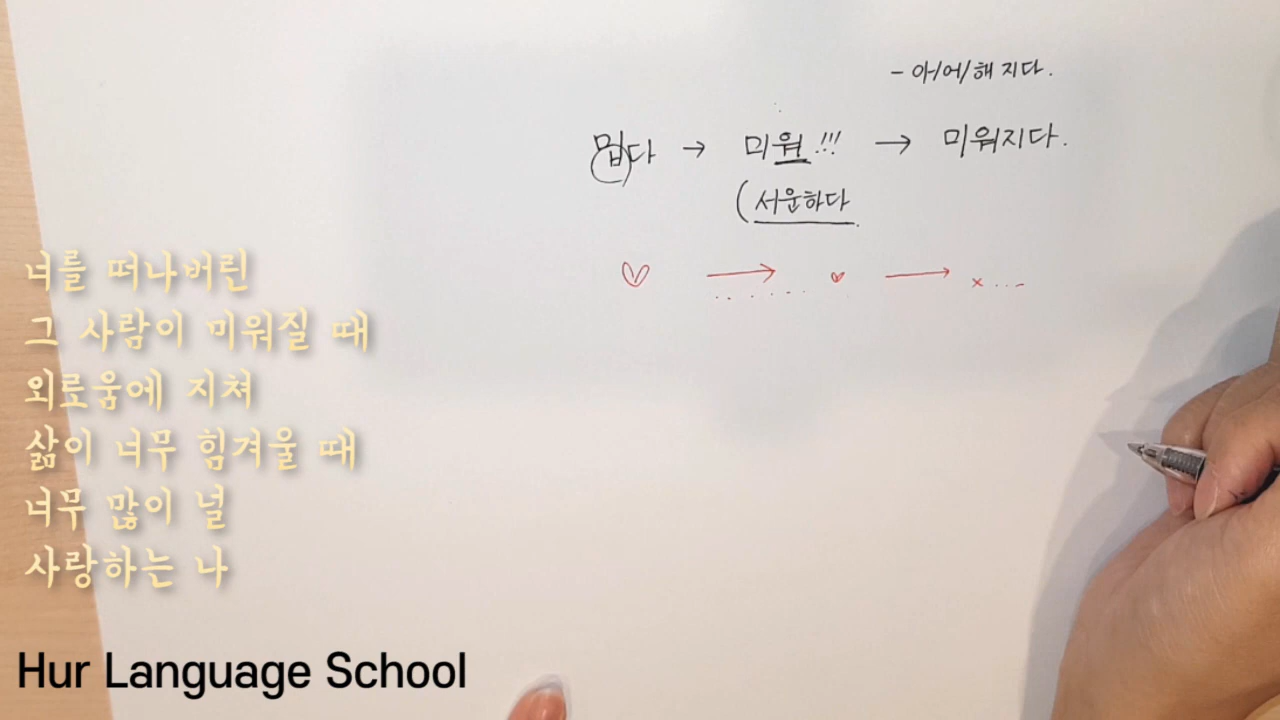 - 아/어/해 지다.
밉다 → 미워!!! → 미워지다.
(서운하다.
너를 떠나버린
그 사람이 미워질 때
외로움에 지쳐
삶이 너무 힘겨울 때
너무 많이 널
사랑하는 나
Hur Language School